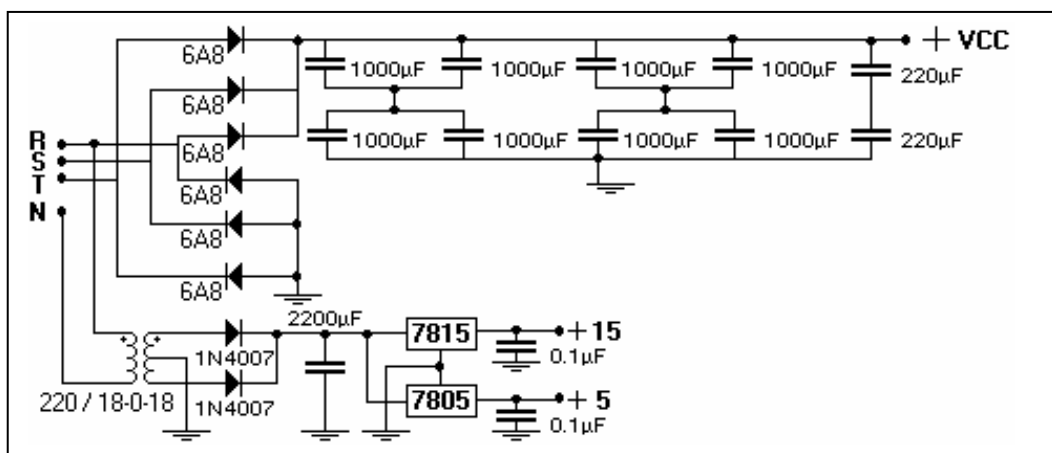 6A8
+ VCC
1000µF
1000µF
1000µF
1000µF
220µF
6A8
6A8
1000µF
1000µF
1000µF
1000µF
220µF
R
S
T
N
6A8
6A8
6A8
2200µF
7815
+ 15
1N4007
0.1µF
220 / 18-0-18
1N4007
7805
+ 5
0.1µF